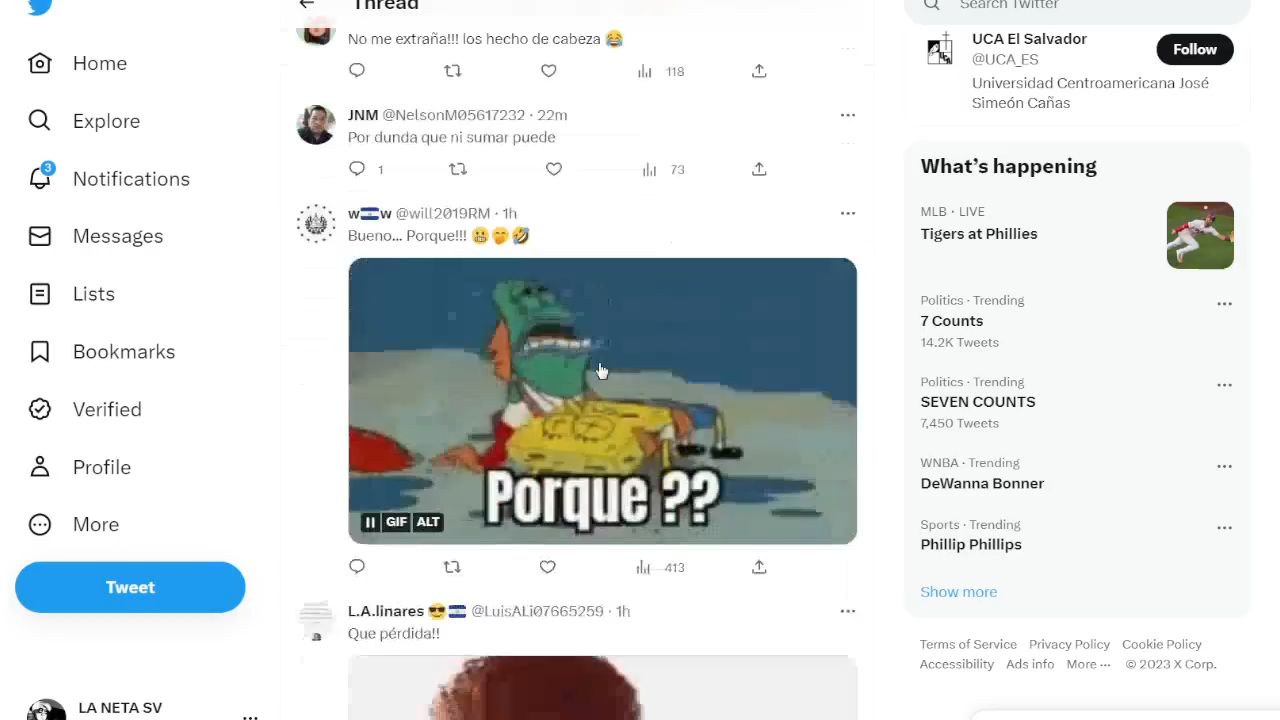 Thread
Search Twitter
Home
Explore
3
Notifications
Messages
Lists
Bookmarks
Verified
Profile
More
Tweet
LA NETA SV
No me extraña!!! los hecho de cabeza 😂
118
JNM @NelsonM05617232 · 22m
Por dunda que ni sumar puede
1
73
w🇸🇻w @will2019RM · 1h
Bueno... Porque!!! 😬🤭🤣
Porque ??
GIF ALT
413
L.A.linares 😎🇸🇻 @LuisALi07665259 · 1h
Que pérdida!!
UCA El Salvador
@UCA_ES
Follow
Universidad Centroamericana José
Simeón Cañas
What's happening
MLB · LIVE
Tigers at Phillies
Politics · Trending
7 Counts
14.2K Tweets
Politics · Trending
SEVEN COUNTS
7,450 Tweets
WNBA · Trending
DeWanna Bonner
Sports · Trending
Phillip Phillips
Show more
Terms of Service Privacy Policy Cookie Policy
Accessibility Ads info More ··· © 2023 X Corp.